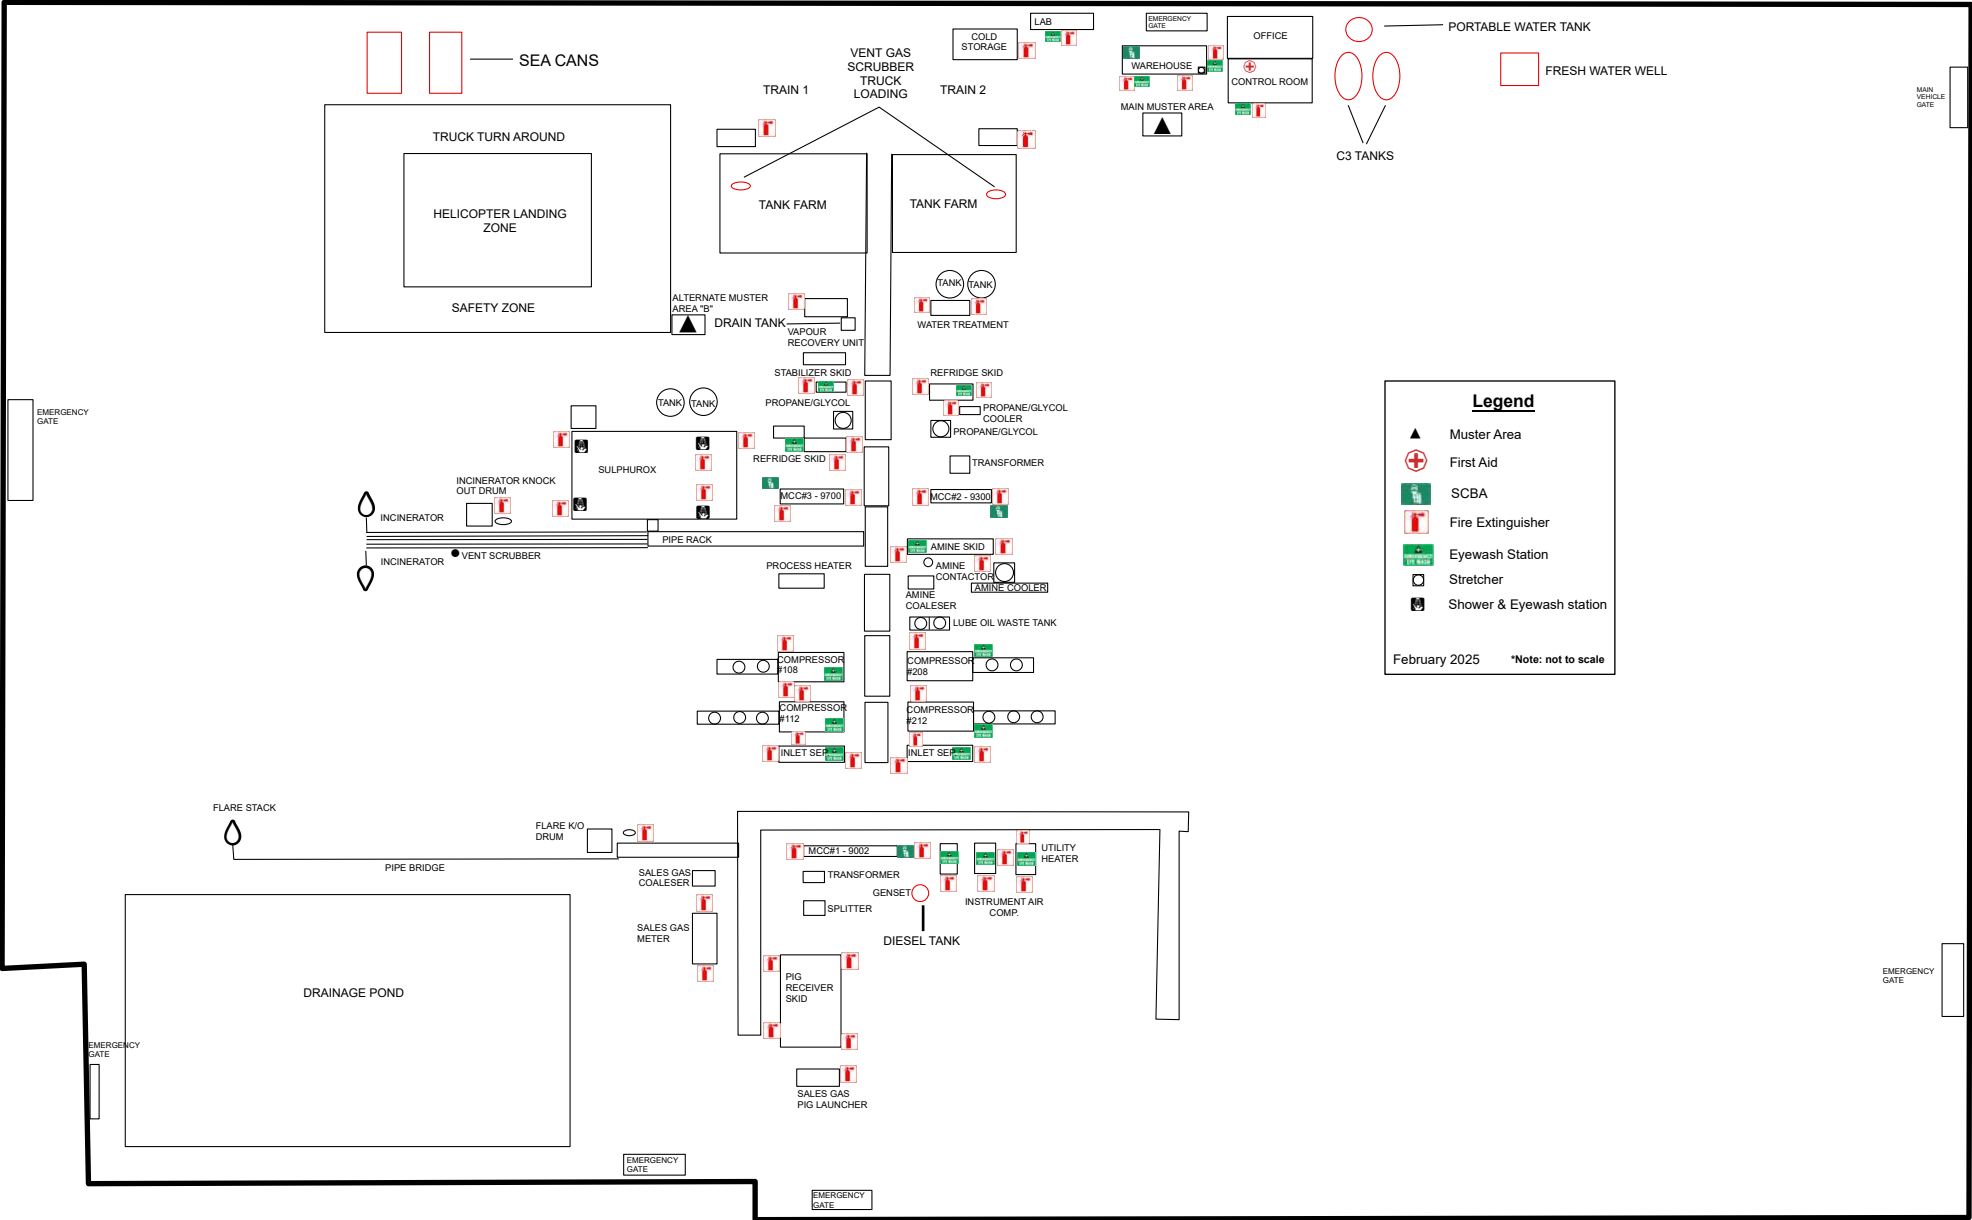 LAB
EMERGENCY
GATE
COLD
STORAGE
OFFICE
PORTABLE WATER TANK
SEA CANS
VENT GAS
SCRUBBER
TRUCK
LOADING
WAREHOUSE
CONTROL ROOM
FRESH WATER WELL
TRAIN 1
TRAIN 2
MAIN
VEHICLE
GATE
MAIN MUSTER AREA
C3 TANKS
TRUCK TURN AROUND
HELICOPTER LANDING
ZONE
SAFETY ZONE
TANK FARM
TANK FARM
TANK
TANK
ALTERNATE MUSTER
AREA "B"
DRAIN TANK
VAPOUR
RECOVERY UNIT
WATER TREATMENT
STABILIZER SKID
REFRIDGE SKID
PROPANE/GLYCOL
PROPANE/GLYCOL
COOLER
PROPANE/GLYCOL
TANK
TANK
EMERGENCY
GATE
REFRIDGE SKID
TRANSFORMER
SULPHUROX
INCINERATOR KNOCK
OUT DRUM
MCC#3 - 9700
MCC#2 - 9300
INCINERATOR
PIPE RACK
VENT SCRUBBER
INCINERATOR
AMINE SKID
PROCESS HEATER
AMINE
CONTACTOR
AMINE COOLER
AMINE
COALESER
LUBE OIL WASTE TANK
COMPRESSOR
#108
COMPRESSOR
#208
COMPRESSOR
#112
COMPRESSOR
#212
INLET SEP
INLET SEP
Legend
Muster Area
First Aid
SCBA
Fire Extinguisher
Eyewash Station
Stretcher
Shower & Eyewash station
February 2025
*Note: not to scale
FLARE STACK
FLARE K/O
DRUM
PIPE BRIDGE
MCC#1 - 9002
UTILITY
HEATER
SALES GAS
COALESER
TRANSFORMER
GENSET
INSTRUMENT AIR
COMP.
SPLITTER
SALES GAS
METER
DIESEL TANK
PIG
RECEIVER
SKID
DRAINAGE POND
EMERGENCY
GATE
EMERGENCY
GATE
SALES GAS
PIG LAUNCHER
EMERGENCY
GATE
EMERGENCY
GATE